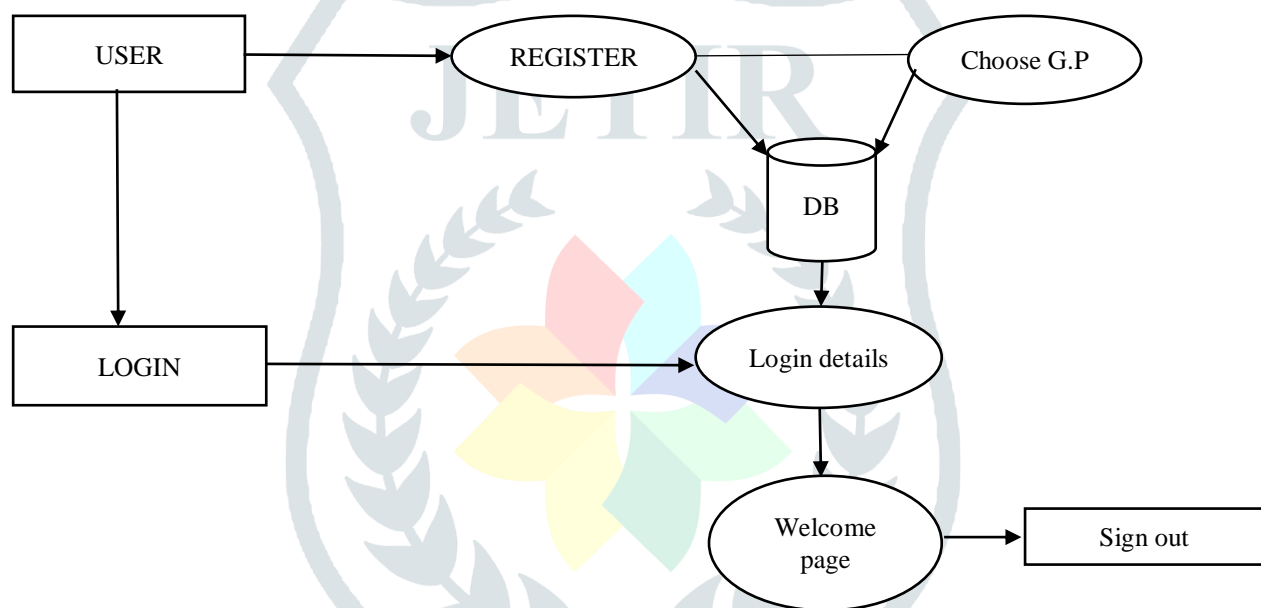 USER
REGISTER
Choose G.P
JETIR
DB
LOGIN
Login details
Welcome
page
Sign out